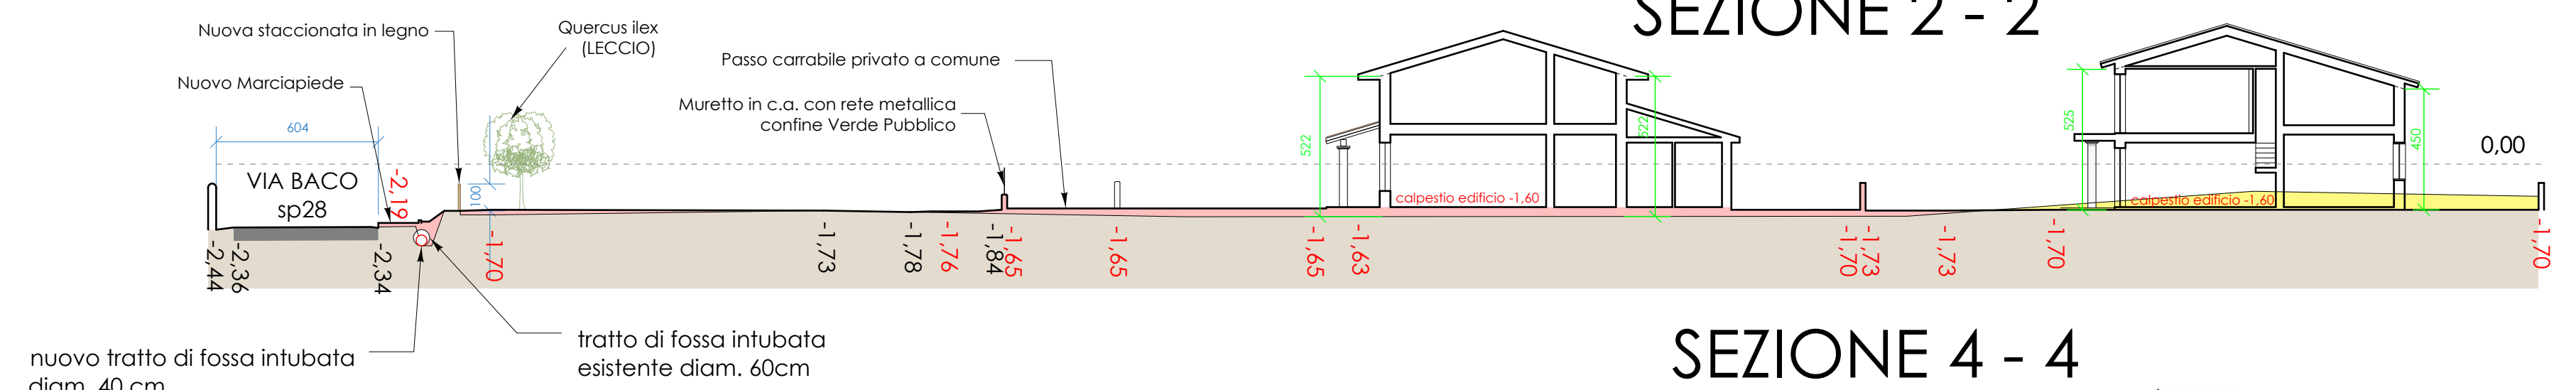 SEZIONE 2 - 2
Nuova staccionata in legno
Quercus ilex
(LECCIO)
Nuovo Marciapiede
Passo carrabile privato a comune
Muretto in c.a. con rete metallica
confine Verde Pubblico
604
VIA BACO
sp28
-2,19
100
522
522
525
450
0,00
calpestio edificio -1,60
calpestio edificio -1,60
-2,44
-2,36
-2,34
-1,70
-1,73
-1,78
-1,76
-1,84
-1,65
-1,65
-1,65
-1,63
-1,70
-1,73
-1,73
-1,70
-1,70
tratto di fossa intubata
esistente diam. 60cm
nuovo tratto di fossa intubata
diam. 40 cm
SEZIONE 4 - 4